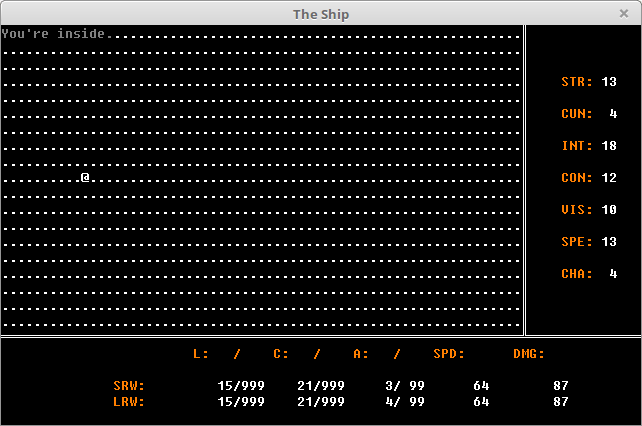 The Ship
You're inside.
STR: 13
CUN: 4
INT: 18
@
CON: 12
VIS: 10
SPE: 13
CHA: 4
L: / C: / A: / SPD: DMG:
SRW: 15/999 21/999 3/ 99 64 87
LRW: 15/999 21/999 4/ 99 64 87